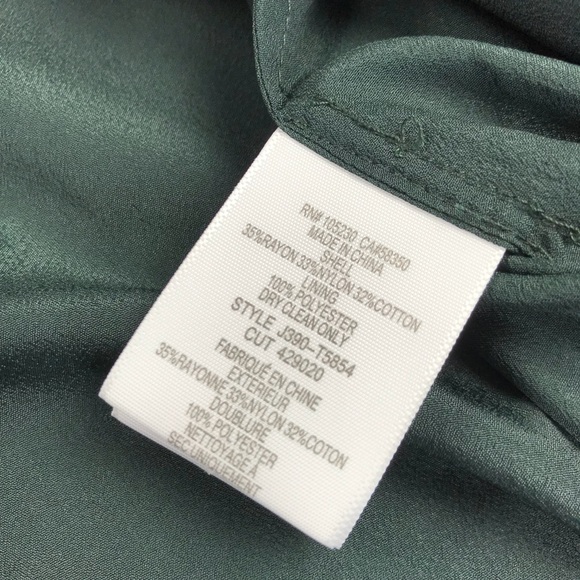 RN# 105230 CA#58350
MADE IN CHINA
SHELL
35%RAYON 33%NYLON 32%COTTON
LINING
100% POLYESTER
DRY CLEAN ONLY
STYLE J390-T5854
CUT 429020
FABRIQUÉ EN CHINE
EXTERIEUR
35%RAYONNE 33%NYLON 32%COTON
DOUBLURE
100% POLYESTER
NETTOYAGE À
SEC UNIQUEMENT